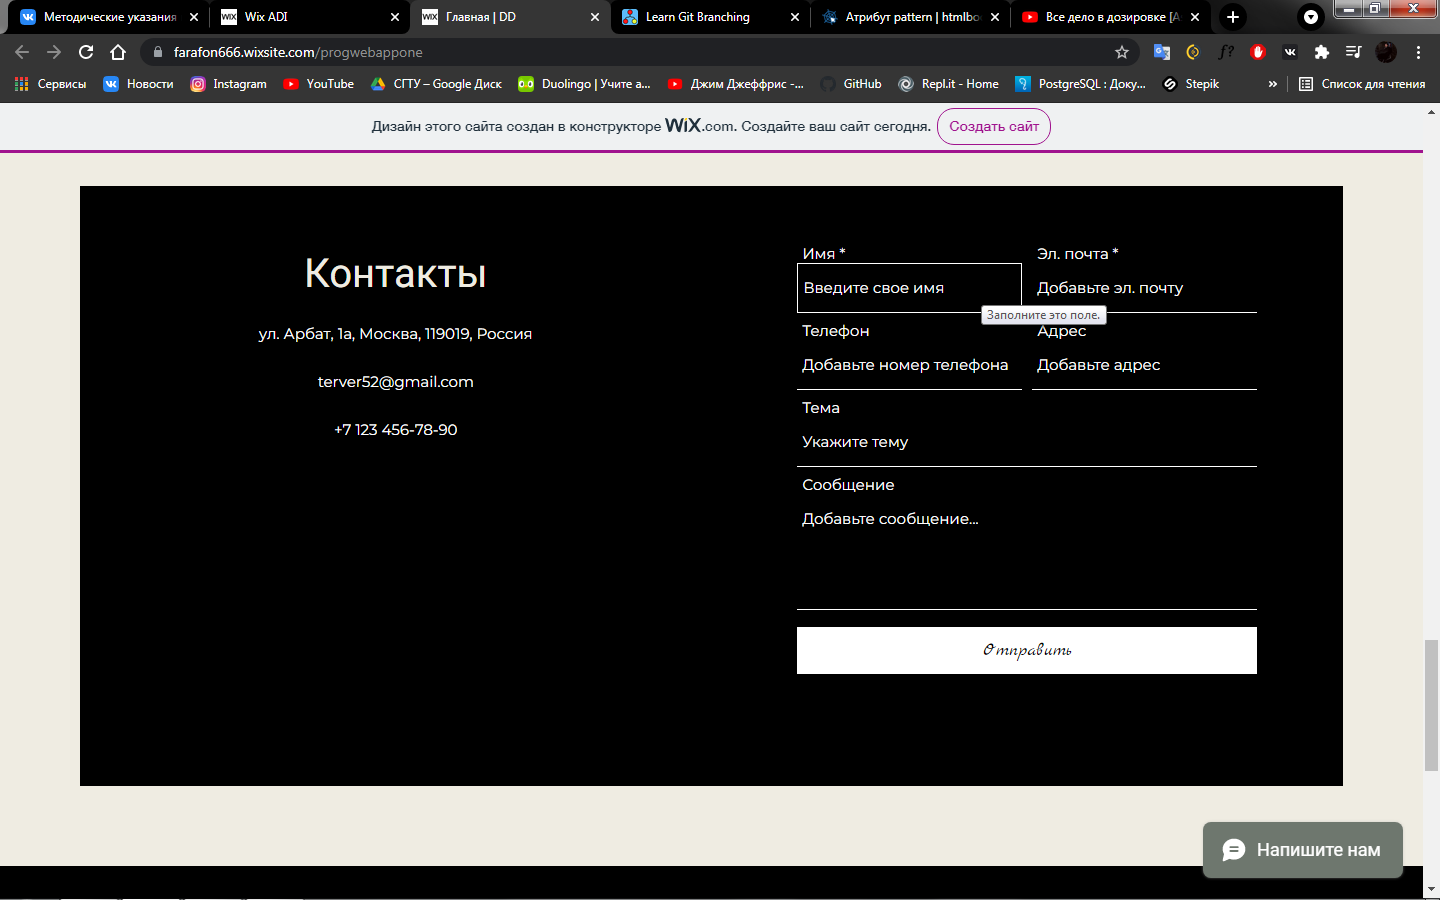 Методические указания
Wix ADI
Главная | DD
Learn Git Branching
Атрибут pattern | htmlbo
Все дело в дозировке [A
farafon666.wixsite.com/progwebappone
Сервисы
Новости
Instagram
YouTube
СГТУ – Google Диск
Duolingo | Учите а...
Джим Джеффрис -...
GitHub
Repl.it - Home
PostgreSQL : Доку...
Stepik
»
Список для чтения
Дизайн этого сайта создан в конструкторе WiX.com. Создайте ваш сайт сегодня.
Создать сайт
Контакты
ул. Арбат, 1а, Москва, 119019, Россия
terver52@gmail.com
+7 123 456-78-90
Имя *
Эл. почта *
Введите свое имя
Добавьте эл. почту
Заполните это поле.
Телефон
Адрес
Добавьте номер телефона
Добавьте адрес
Тема
Укажите тему
Сообщение
Добавьте сообщение...
Отправить
Напишите нам